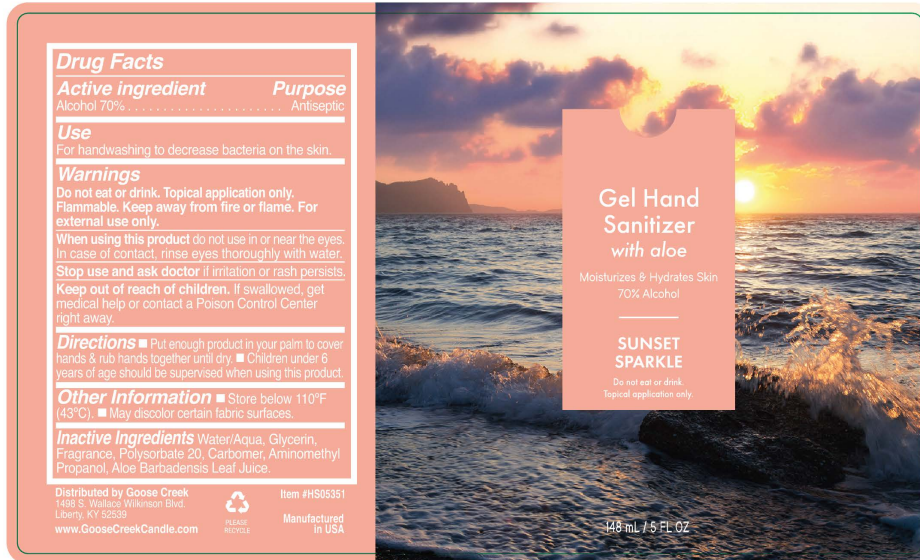 Drug Facts
Active ingredient Purpose
Alcohol 70% . . . . . . . . . . . . . . . . . . . . . . Antiseptic
Use
For handwashing to decrease bacteria on the skin.
Warnings
Do not eat or drink. Topical application only.
Flammable. Keep away from fire or flame. For
external use only.
When using this product do not use in or near the eyes.
In case of contact, rinse eyes thoroughly with water.
Stop use and ask doctor if irritation or rash persists.
Keep out of reach of children. If swallowed, get
medical help or contact a Poison Control Center
right away.
Directions ■ Put enough product in your palm to cover
hands & rub hands together until dry. ■ Children under 6
years of age should be supervised when using this product.
Other Information ■ Store below 110°F
(43°C). ■ May discolor certain fabric surfaces.
Inactive Ingredients Water/Aqua, Glycerin,
Fragrance, Polysorbate 20, Carbomer, Aminomethyl
Propanol, Aloe Barbadensis Leaf Juice.
Distributed by Goose Creek
1498 S. Wallace Wilkinson Blvd.
Liberty, KY 52539
www.GooseCreekCandle.com
PLEASE
RECYCLE
Item #HS05351
Manufactured
in USA
Gel Hand
Sanitizer
with aloe
Moisturizes & Hydrates Skin
70% Alcohol
SUNSET
SPARKLE
Do not eat or drink.
Topical application only.
148 mL / 5 FL OZ